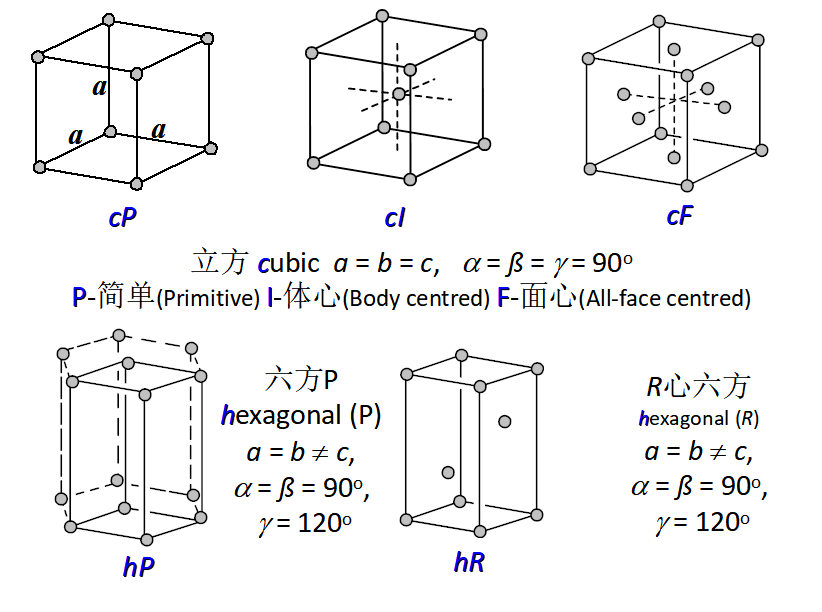 a
a
a
cP
cI
cF
立方 cubic a = b = c, α = ß = γ = 90º
P-简单(Primitive) I-体心(Body centred) F-面心(All-face centred)
六方P
hexagonal (P)
a = b ≠ c,
α = ß = 90º,
γ = 120º
hP
hR
R心六方
hexagonal (R)
a = b ≠ c,
α = ß = 90º,
γ = 120º